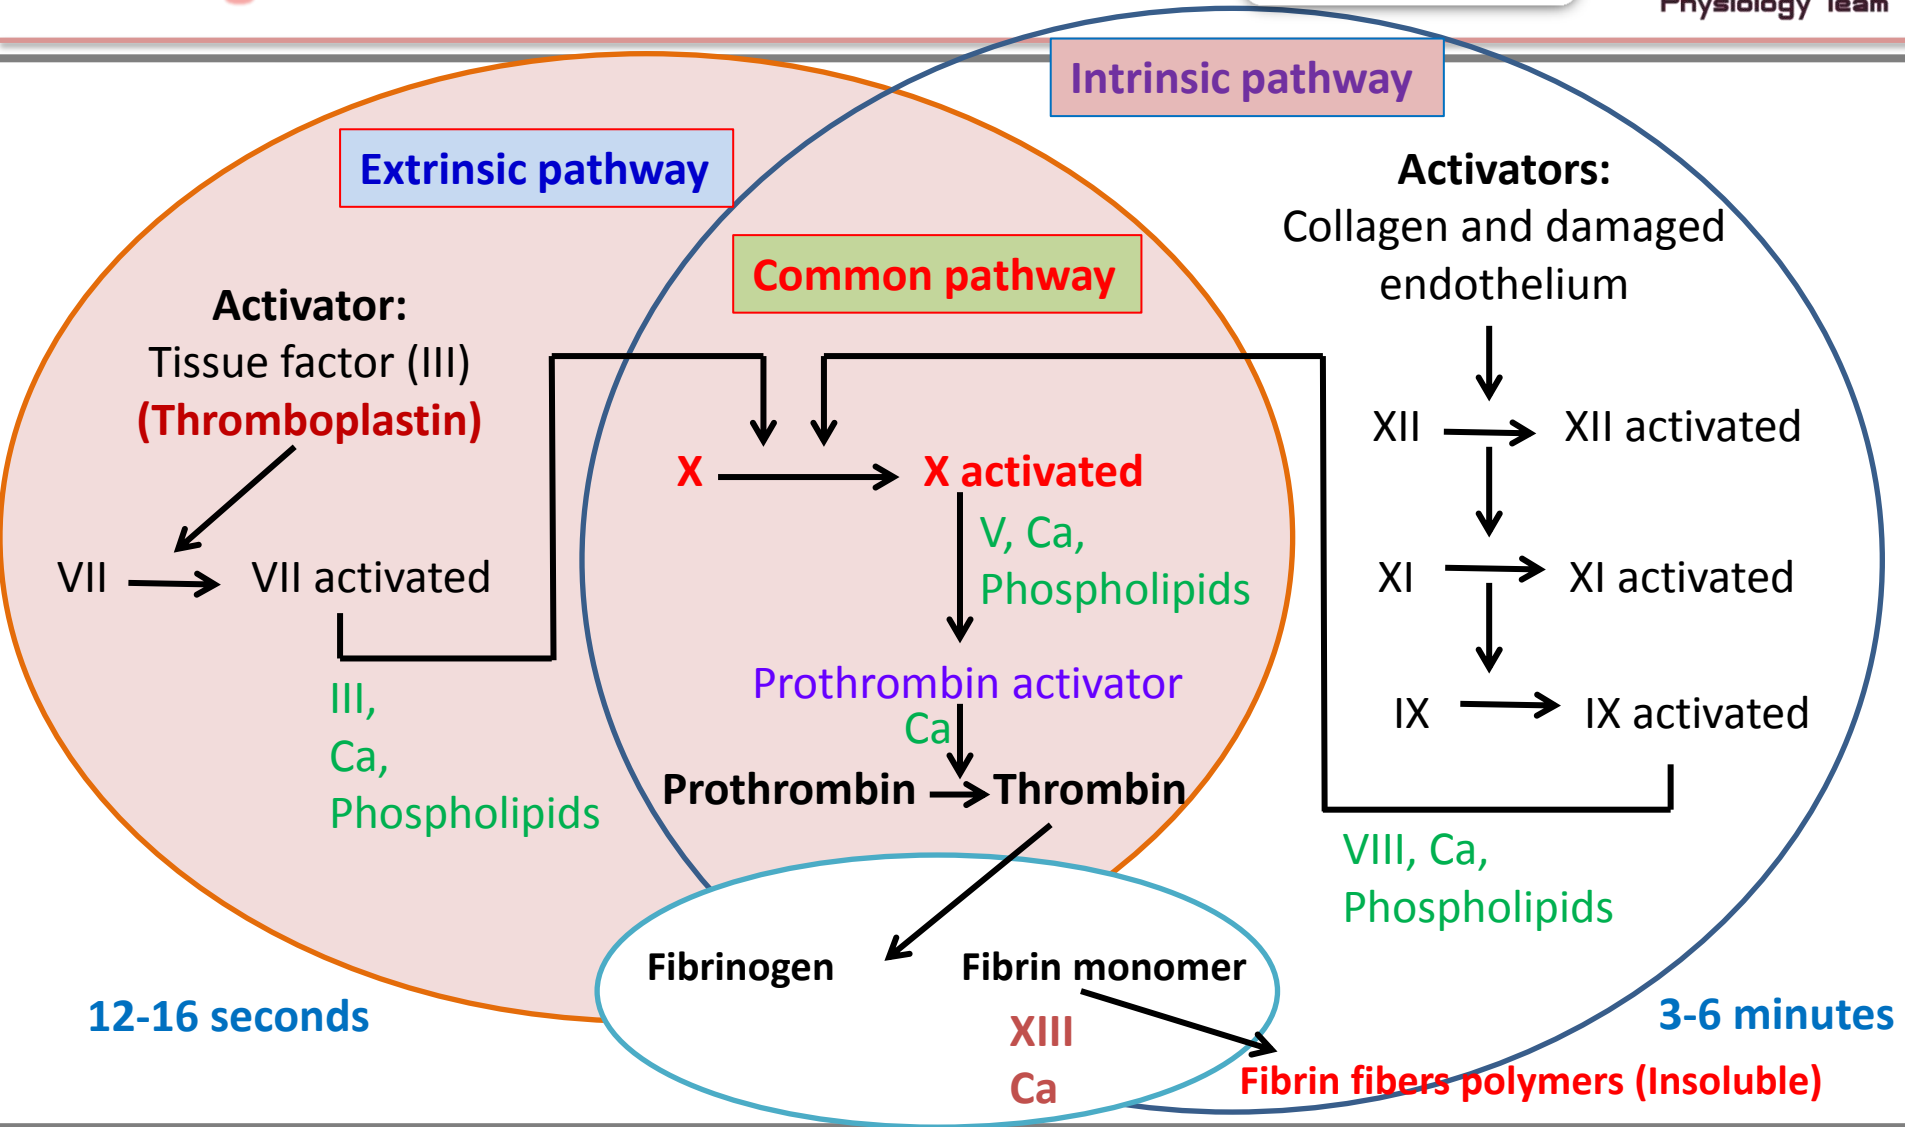 Physiology Team
Intrinsic pathway
Extrinsic pathway
Common pathway
Activator:
Tissue factor (III)
(Thromboplastin)
VII
VII activated
III,
Ca,
Phospholipids
12-16 seconds
X
X activated
V, Ca,
Phospholipids
Prothrombin activator
Ca
Prothrombin
Thrombin
Fibrinogen
Fibrin monomer
XIII
Ca
Fibrin fibers polymers (Insoluble)
Activators:
Collagen and damaged
endothelium
XII
XII activated
XI
XI activated
IX
IX activated
VIII, Ca,
Phospholipids
3-6 minutes